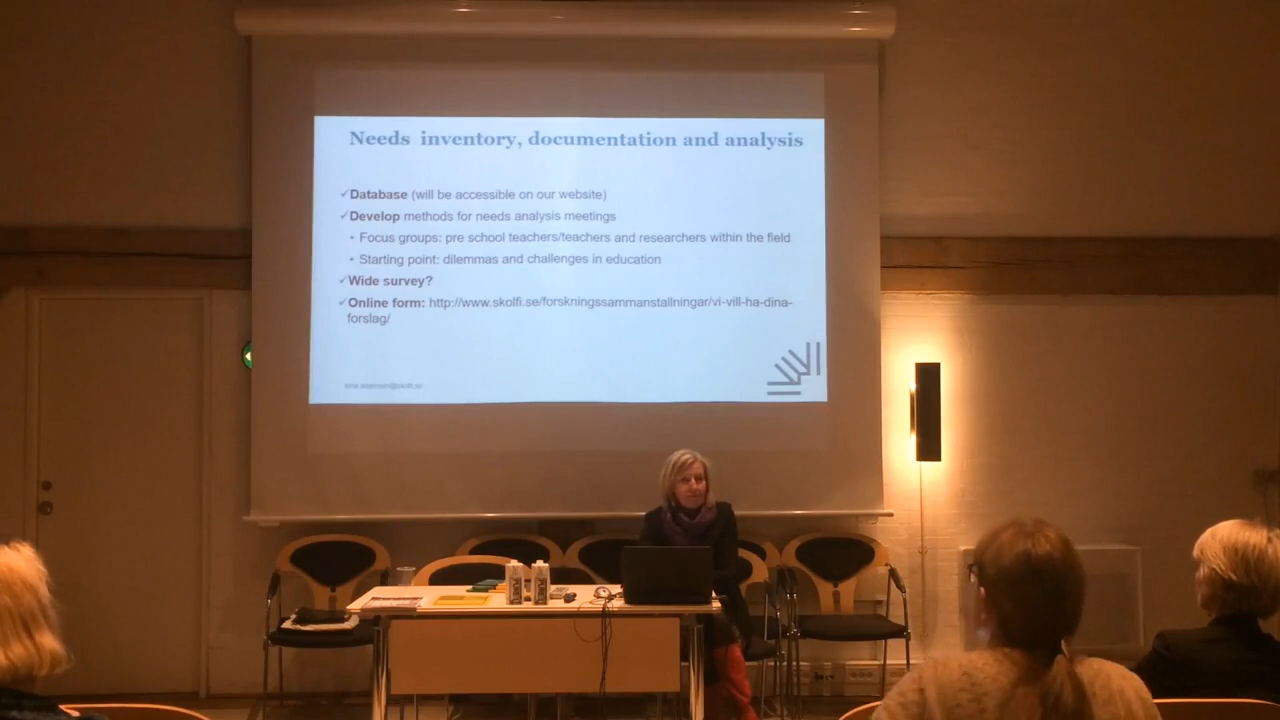 Needs inventory, documentation and analysis
✓Database (will be accessible on our website)
✓Develop methods for needs analysis meetings
• Focus groups: pre school teachers/teachers and researchers within the field
• Starting point: dilemmas and challenges in education
✓Wide survey?
✓Online form: http://www.skolfi.se/forskningssammanstallningar/vi-vill-ha-dina-
forslag/